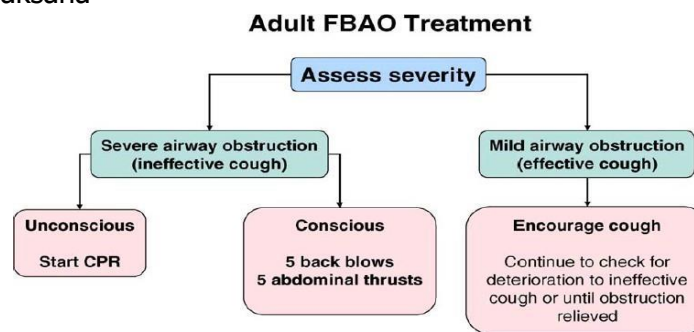 Adult FBAO Treatment
Assess severity
Severe airway obstruction
(ineffective cough)
Mild airway obstruction
(effective cough)
Unconscious
Start CPR
Conscious
5 back blows
5 abdominal thrusts
Encourage cough
Continue to check for
deterioration to ineffective
cough or until obstruction
relieved